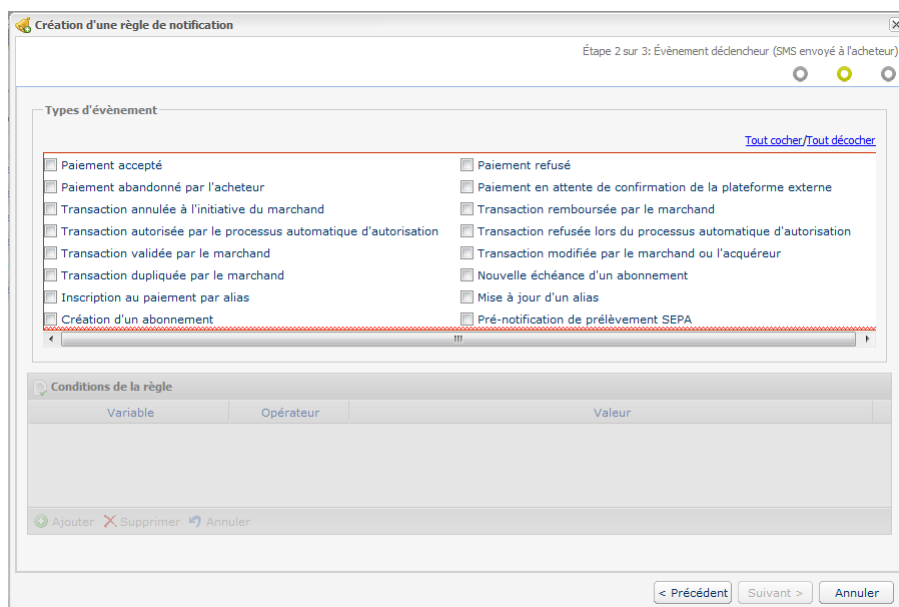 Création d'une règle de notification
Étape 2 sur 3: Évènement déclencheur (SMS envoyé à l'acheteur)
Types d'évènement
Tout cocher/Tout décocher
Paiement accepté
Paiement refusé
Paiement abandonné par l'acheteur
Paiement en attente de confirmation de la plateforme externe
Transaction annulée à l'initiative du marchand
Transaction remboursée par le marchand
Transaction autorisée par le processus automatique d'autorisation
Transaction refusée lors du processus automatique d'autorisation
Transaction validée par le marchand
Transaction modifiée par le marchand ou l'acquéreur
Transaction dupliquée par le marchand
Nouvelle échéance d'un abonnement
Inscription au paiement par alias
Mise à jour d'un alias
Création d'un abonnement
Pré-notification de prélèvement SEPA
Conditions de la règle
Variable Opérateur Valeur
Ajouter Supprimer Annuler
< Précédent Suivant > Annuler